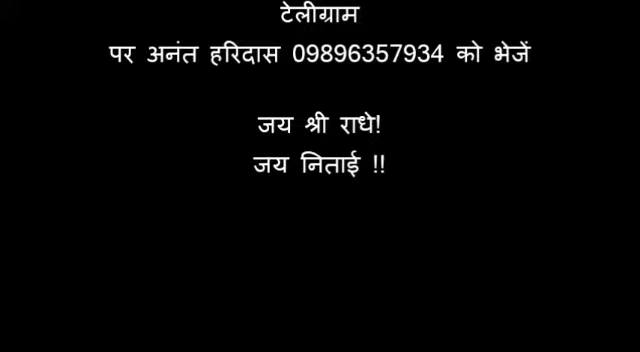 टेलीग्राम
पर अनंत हरिदास 09896357934 को भेजें
जय श्री राधे!
जय निताई !!